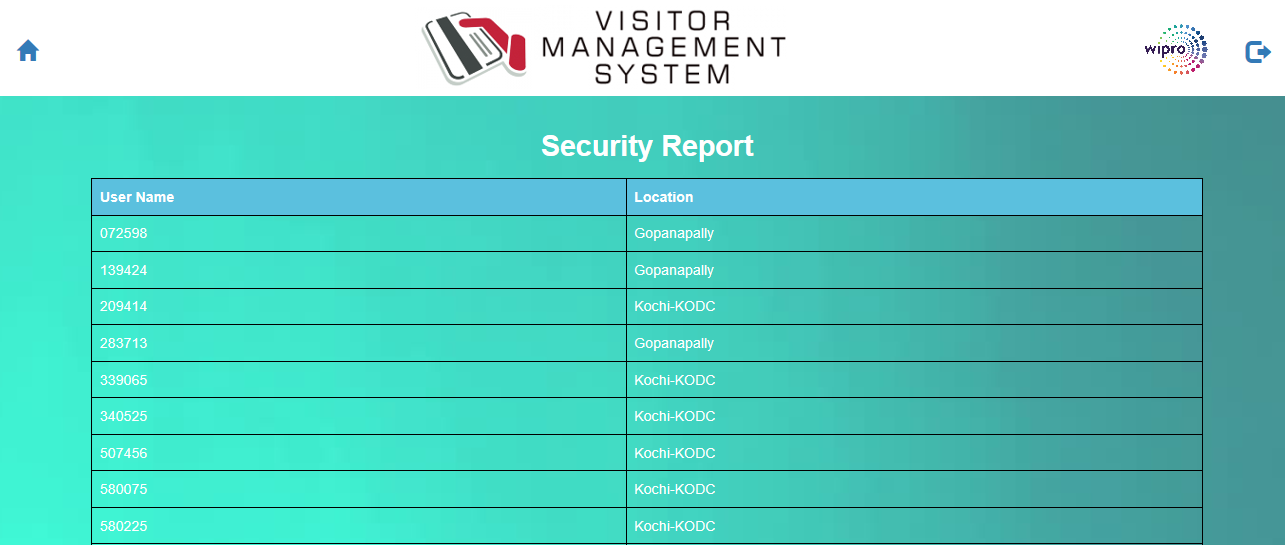 VISITOR
MANAGEMENT
SYSTEM
wipro
Security Report
User Name Location
072598 Gopanapally
139424 Gopanapally
209414 Kochi-KODC
283713 Gopanapally
339065 Kochi-KODC
340525 Kochi-KODC
507456 Kochi-KODC
580075 Kochi-KODC
580225 Kochi-KODC